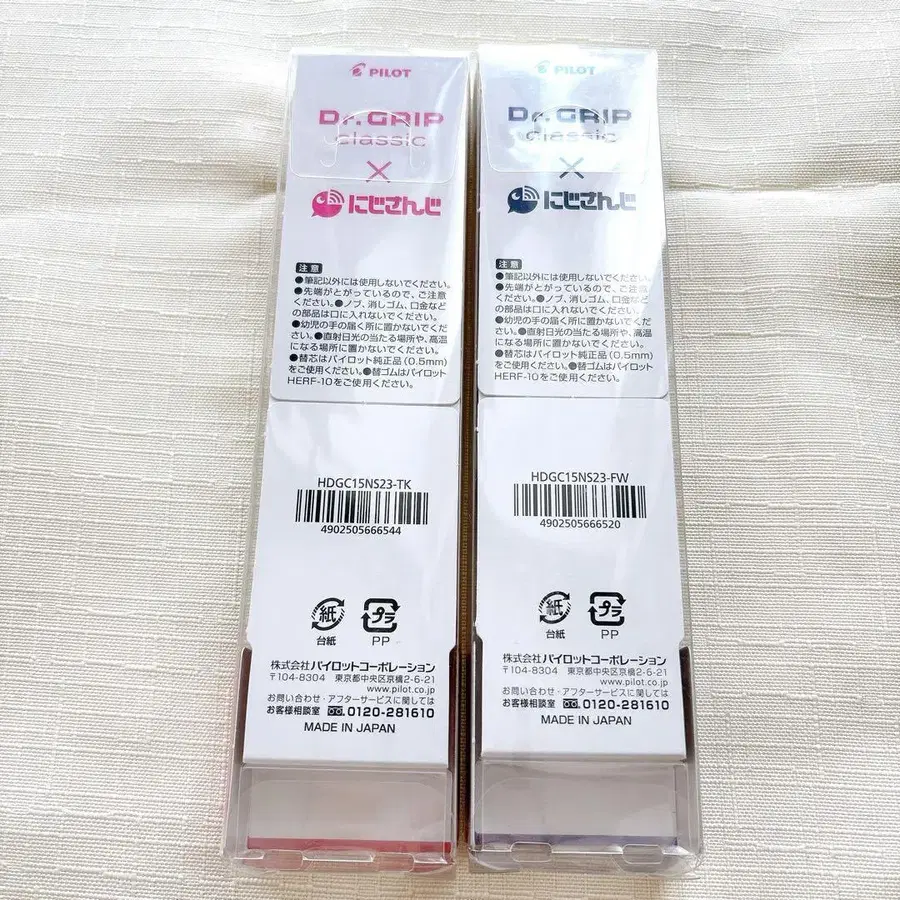 PILOT
Dr. GRIP
classic
×
にじさんじ
注意
●筆記以外には使用しないでください。
●先端がとがっているので、ご注意
ください。●ノブ、消しゴム、口金など
の部品は口に入れないでください。
●幼児の手の届く所に置かないでくだ
さい。●直射日光の当たる場所や、高温
になる場所に置かないでください。
●替芯はパイロット純正品（0.5mm）
をご使用ください。●替ゴムはパイロット
HERF-10をご使用ください。
HDGC15NS23-TK
4902505666544
紙
台紙
プラ
PP
株式会社パイロットコーポレーション
〒104-8304 東京都中央区京橋2-6-21
www.pilot.co.jp
お問い合わせ・アフターサービスに関しては
お客様相談室 0120-281610
MADE IN JAPAN
PILOT
Dr. GRIP
classic
×
にじさんじ
注意
●筆記以外には使用しないでください。
●先端がとがっているので、ご注意
ください。●ノブ、消しゴム、口金など
の部品は口に入れないでください。
●幼児の手の届く所に置かないでくだ
さい。●直射日光の当たる場所や、高温
になる場所に置かないでください。
●替芯はパイロット純正品（0.5mm）
をご使用ください。●替ゴムはパイロット
HERF-10をご使用ください。
HDGC15NS23-FW
4902505666520
紙
台紙
プラ
PP
株式会社パイロットコーポレーション
〒104-8304 東京都中央区京橋2-6-21
www.pilot.co.jp
お問い合わせ・アフターサービスに関しては
お客様相談室 0120-281610
MADE IN JAPAN